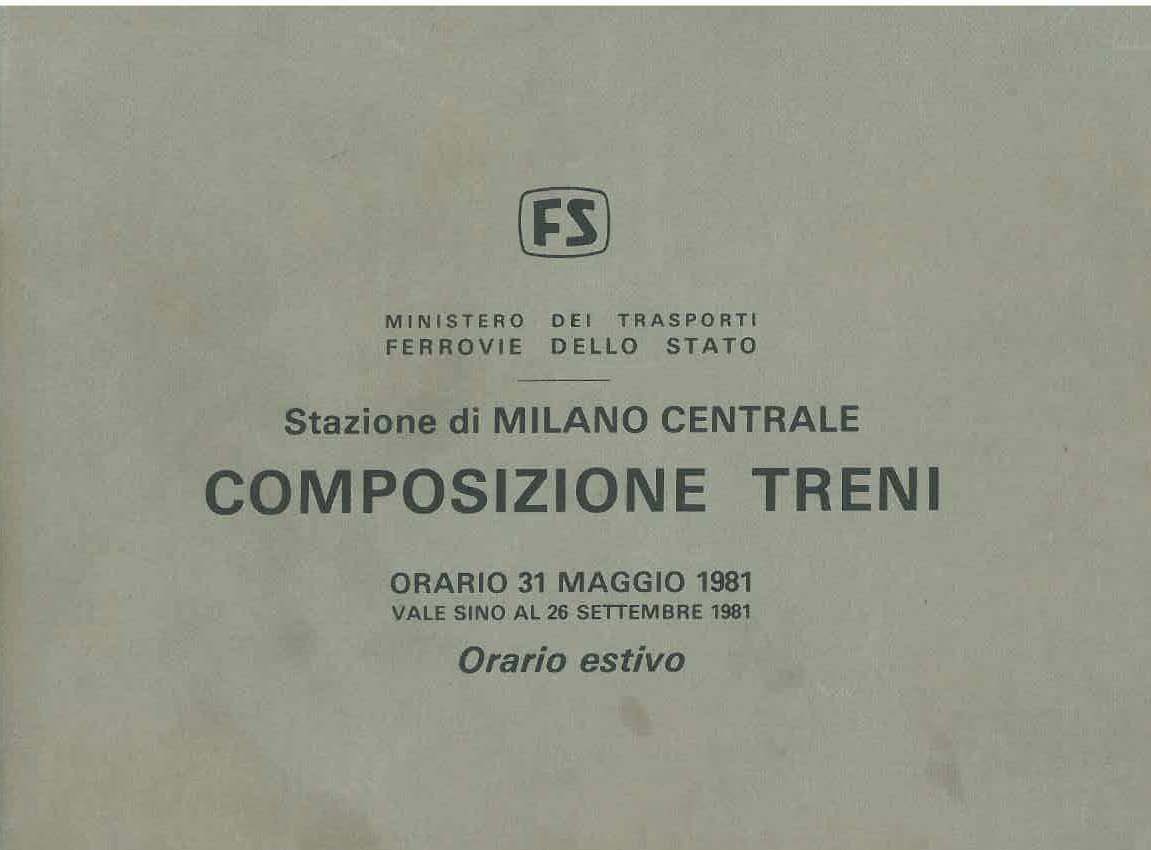 FS
MINISTERO DEI TRASPORTI
FERROVIE DELLO STATO
Stazione di MILANO CENTRALE
COMPOSIZIONE TRENI
ORARIO 31 MAGGIO 1981
VALE SINO AL 26 SETTEMBRE 1981
Orario estivo